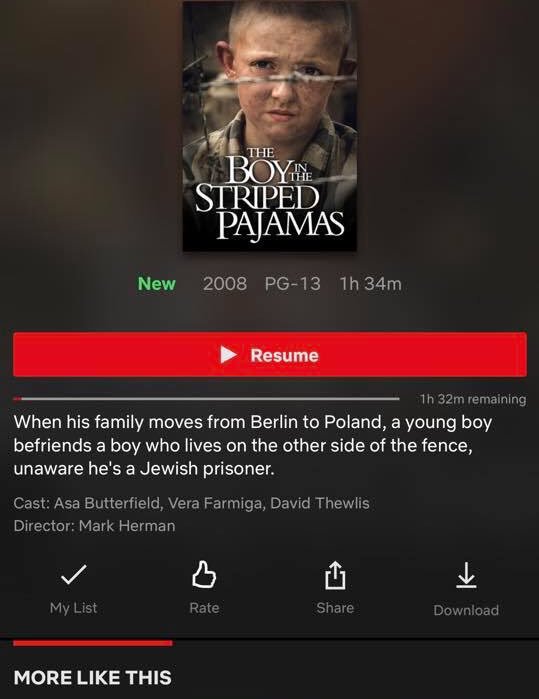 THE
BOY IN THE
STRIPED
PAJAMAS
New 2008 PG-13 1h 34m
Resume
1h 32m remaining
When his family moves from Berlin to Poland, a young boy
befriends a boy who lives on the other side of the fence,
unaware he's a Jewish prisoner.
Cast: Asa Butterfield, Vera Farmiga, David Thewlis
Director: Mark Herman
My List Rate Share Download
MORE LIKE THIS